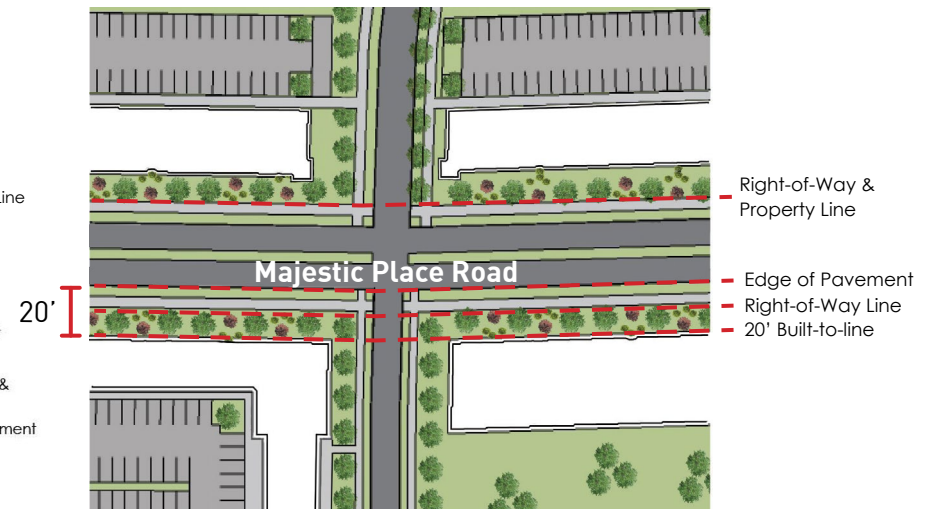 Line
Right-of-Way &
Property Line
Majestic Place Road
Edge of Pavement
Right-of-Way Line
20’ Built-to-line
20’
&